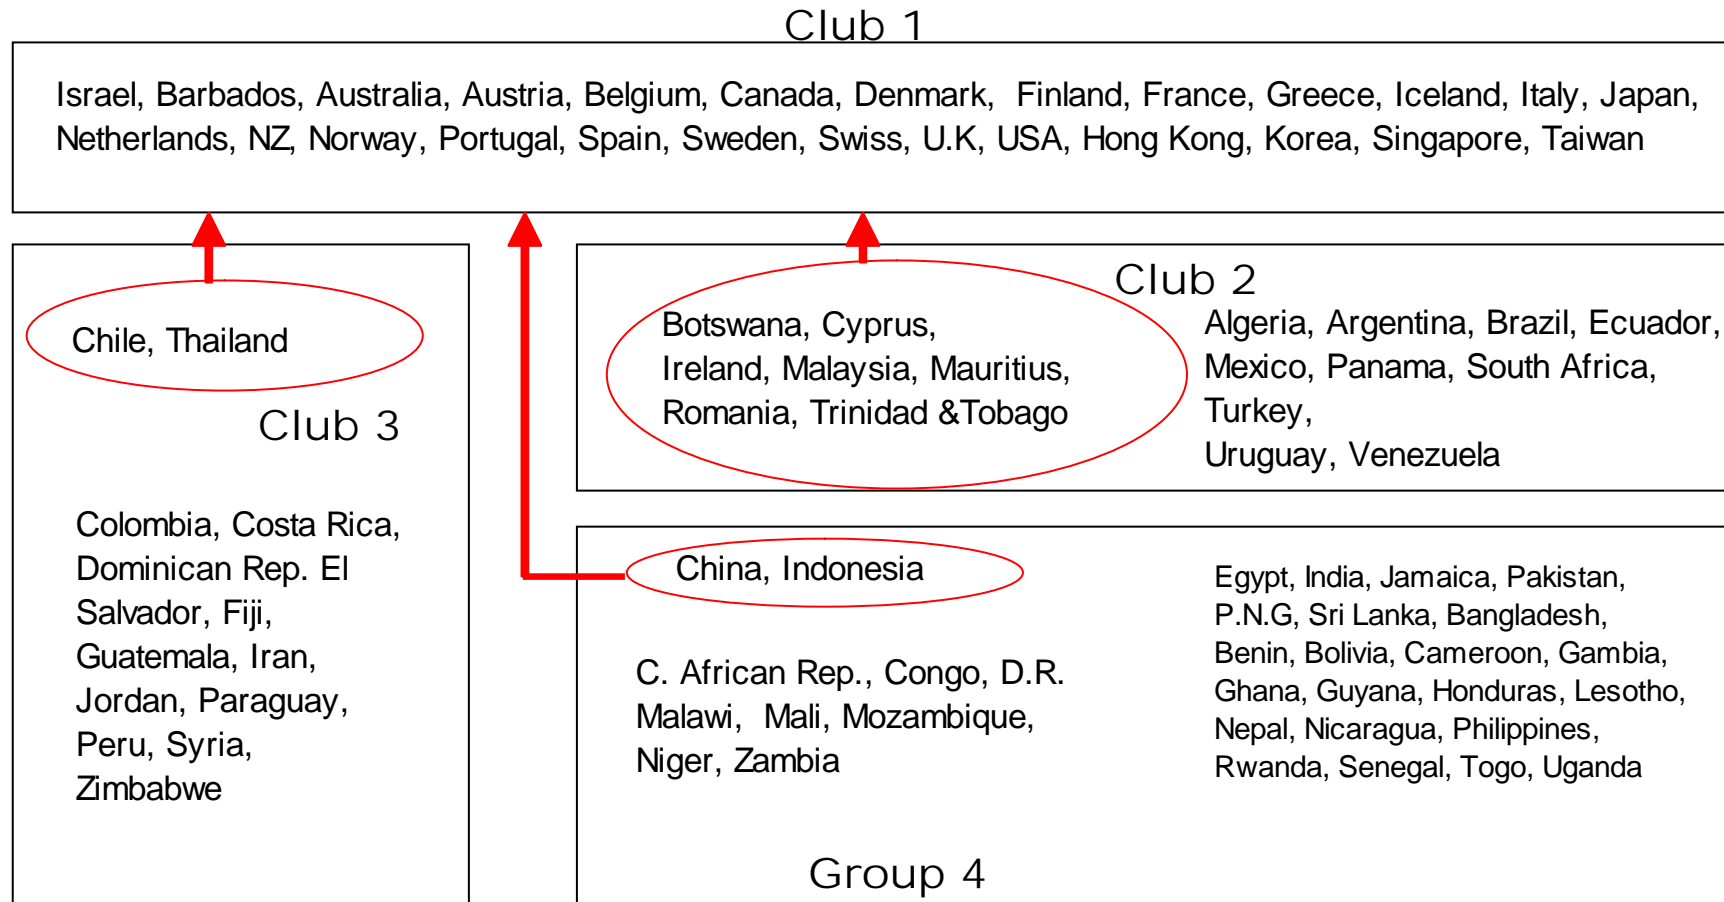 Club 1
Israel, Barbados, Australia, Austria, Belgium, Canada, Denmark,  Finland, France, Greece, Iceland, Italy, Japan,
Netherlands, NZ, Norway, Portugal, Spain, Sweden, Swiss, U.K, USA, Hong Kong, Korea, Singapore, Taiwan
Chile, Thailand
Club 3
Colombia, Costa Rica,
Dominican Rep. El
Salvador, Fiji,
Guatemala, Iran,
Jordan, Paraguay,
Peru, Syria,
Zimbabwe
Club 2
Botswana, Cyprus,
Ireland, Malaysia, Mauritius,
Romania, Trinidad &Tobago
Algeria, Argentina, Brazil, Ecuador,
Mexico, Panama, South Africa,
Turkey,
Uruguay, Venezuela
China, Indonesia
C. African Rep., Congo, D.R.
Malawi,  Mali, Mozambique,
Niger, Zambia
Egypt, India, Jamaica, Pakistan,
P.N.G, Sri Lanka, Bangladesh,
Benin, Bolivia, Cameroon, Gambia,
Ghana, Guyana, Honduras, Lesotho,
Nepal, Nicaragua, Philippines,
Rwanda, Senegal, Togo, Uganda
Group 4